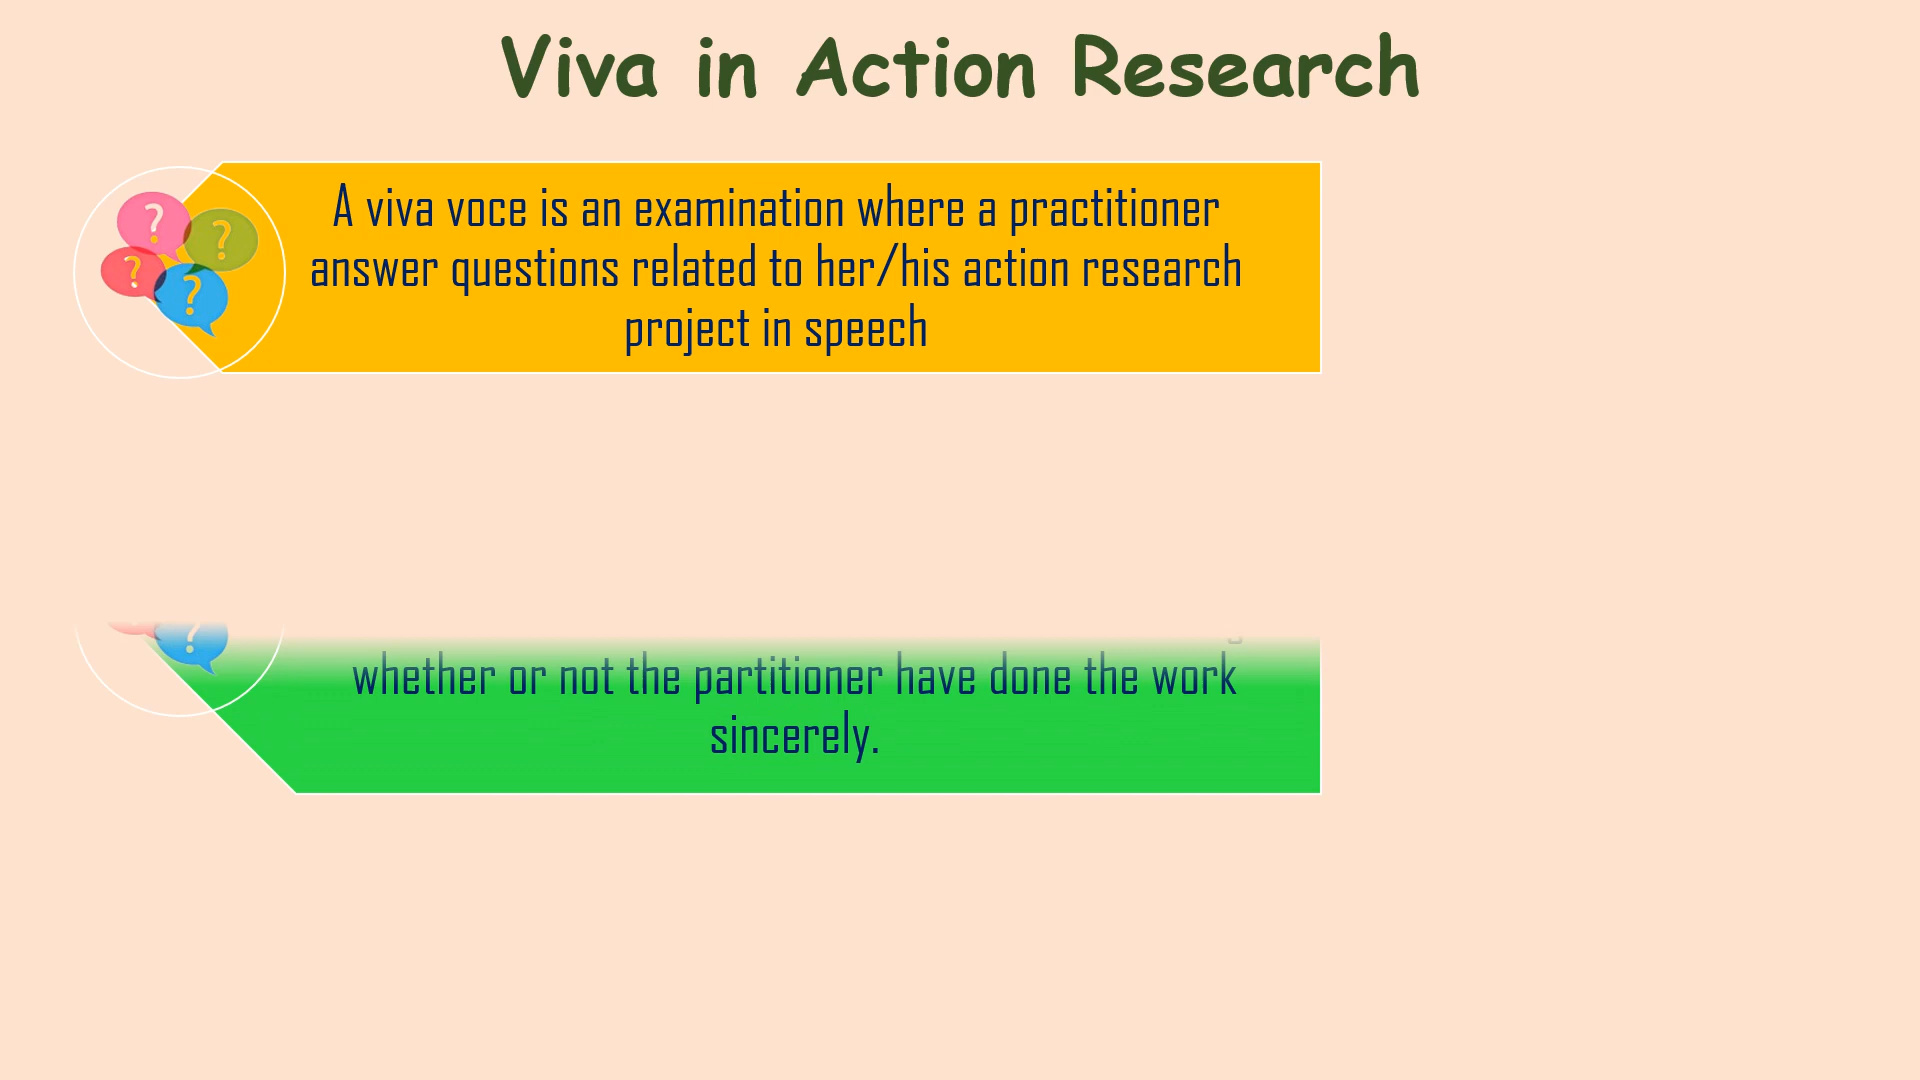 Viva in Action Research
A viva voce is an examination where a practitioner
answer questions related to her/his action research
project in speech
whether or not the partitioner have done the work
sincerely.